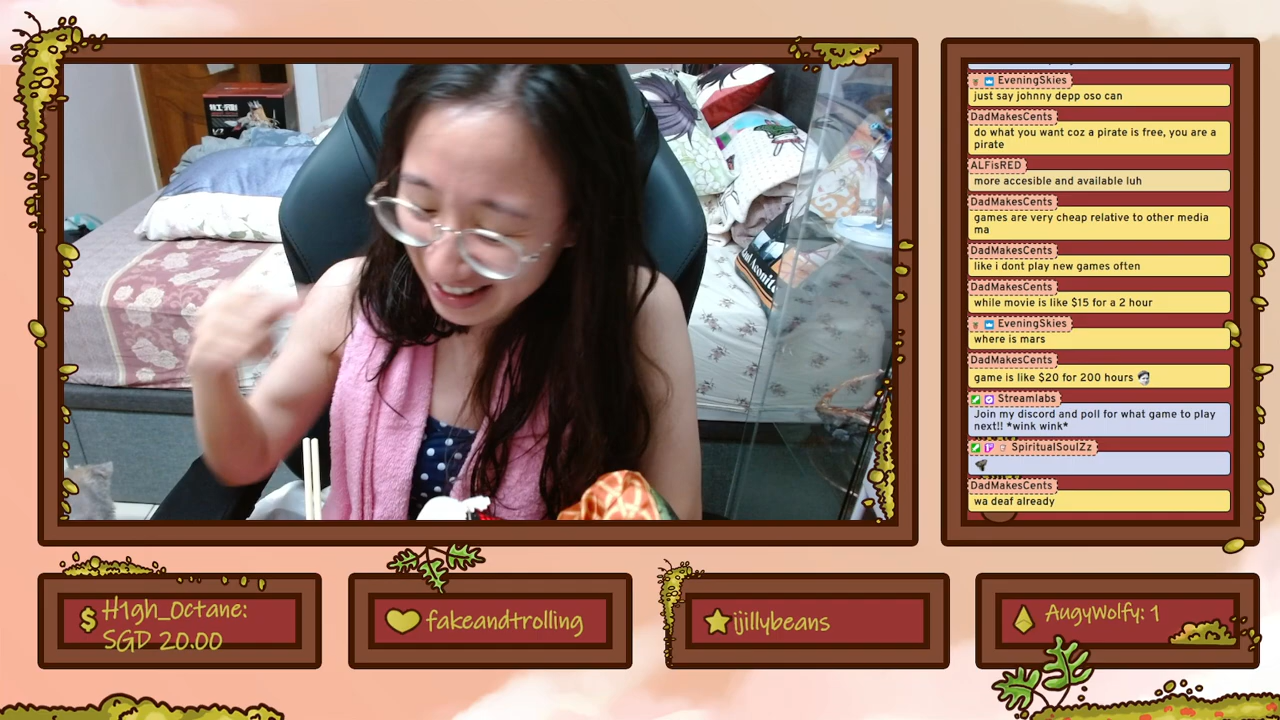 EveningSkies
just say johnny depp oso can
DadMakesCents
do what you want coz a pirate is free, you are a
pirate
ALFisRED
more accesible and available luh
DadMakesCents
games are very cheap relative to other media
ma
DadMakesCents
like i dont play new games often
DadMakesCents
while movie is like $15 for a 2 hour
EveningSkies
where is mars
DadMakesCents
game is like $20 for 200 hours
Streamlabs
Join my discord and poll for what game to play
next!! *wink wink*
SpiritualSoulZz
DadMakesCents
wa deaf already
$ H1gh_Octane:
SGD 20.00
fakeandtrolling
ijillybeans
AugyWolfy: 1